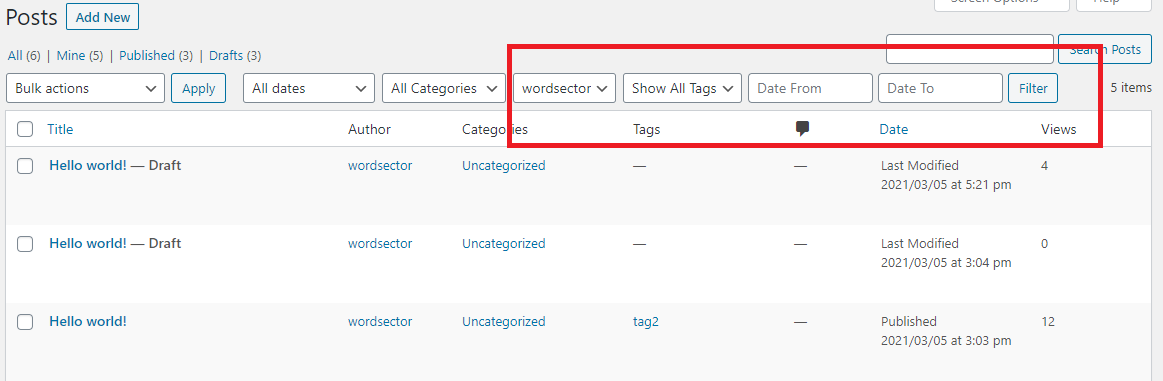 Posts Add New Screen Options Help
All (6) | Mine (5) | Published (3) | Drafts (3) Search Posts
Bulk actions Apply All dates All Categories wordsector Show All Tags Date From Date To Filter 5 items
Title Author Categories Tags Date Views
Hello world! — Draft wordsector Uncategorized — — Last Modified 4
2021/03/05 at 5:21 pm
Hello world! — Draft wordsector Uncategorized — — Last Modified 0
2021/03/05 at 3:04 pm
Hello world! wordsector Uncategorized tag2 — Published 12
2021/03/05 at 3:03 pm